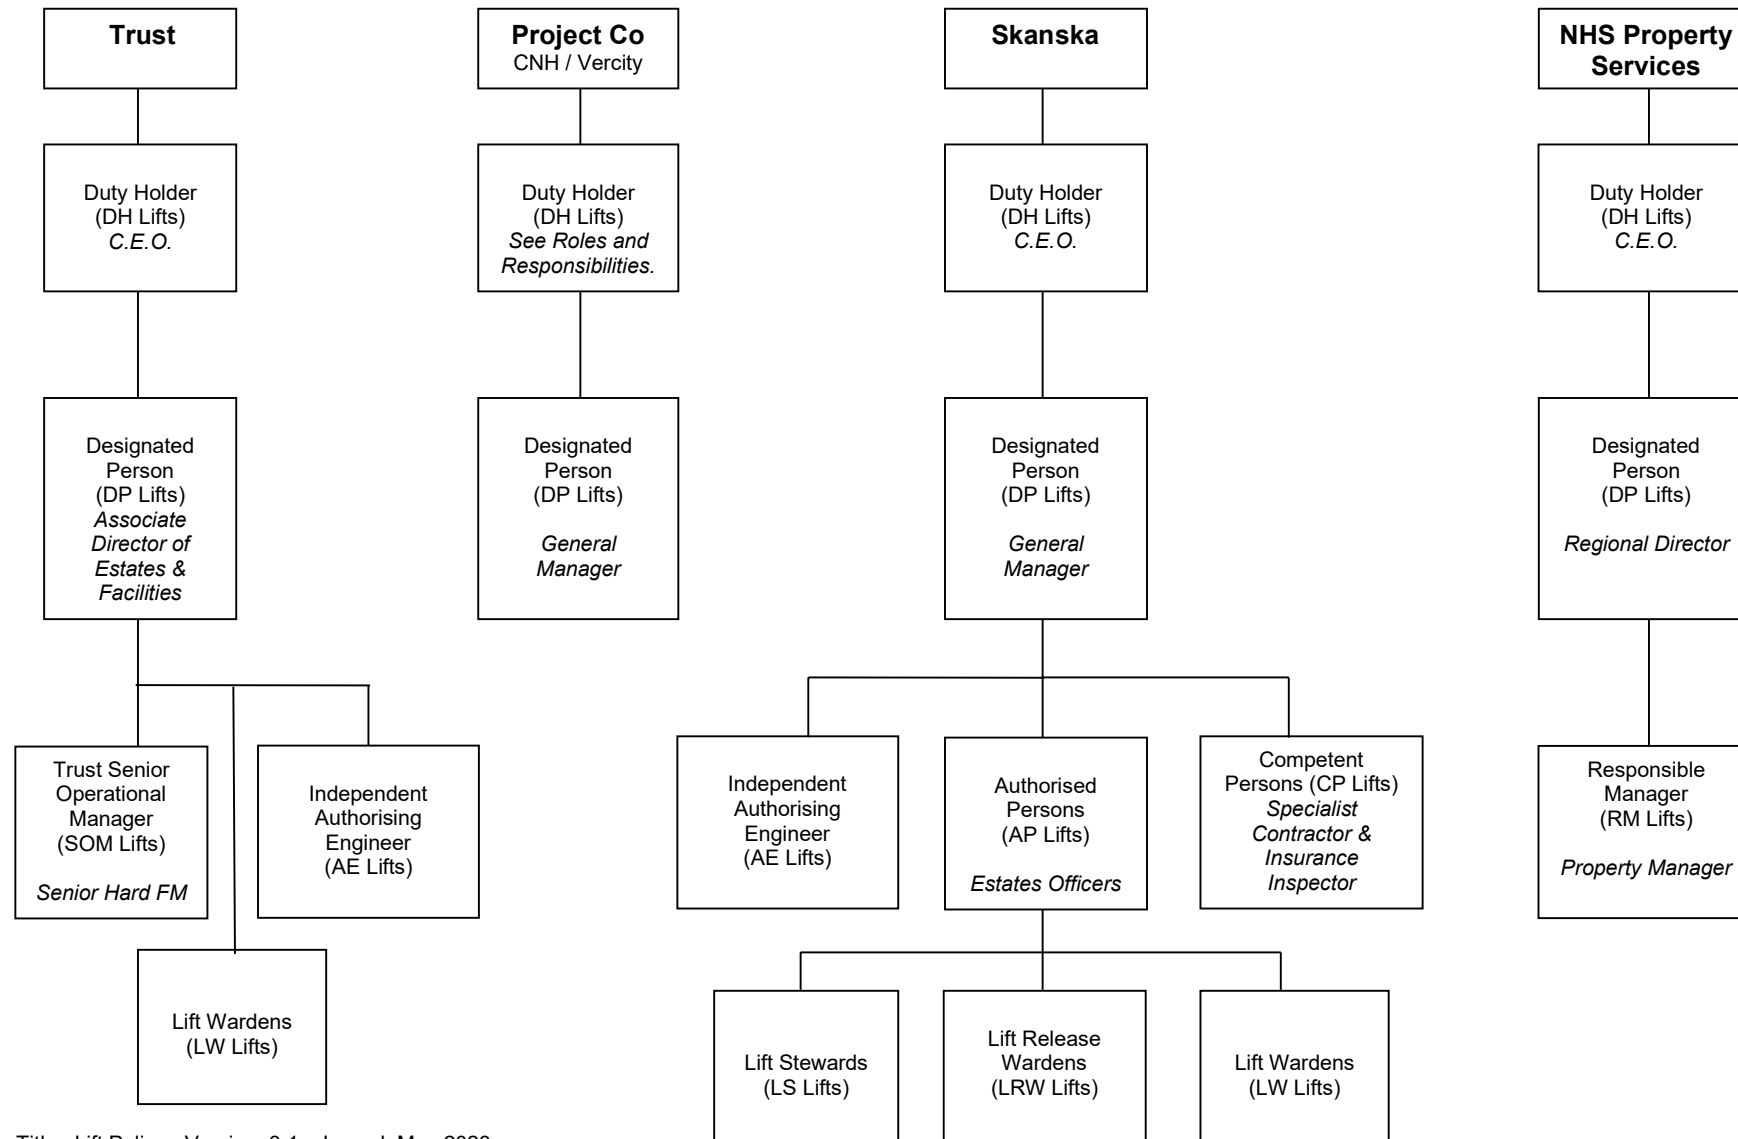 Trust
Project Co
CNH / Vercity
Skanska
NHS Property
Services
Duty Holder
(DH Lifts)
C.E.O.
Duty Holder
(DH Lifts)
See Roles and
Responsibilities.
Duty Holder
(DH Lifts)
C.E.O.
Duty Holder
(DH Lifts)
C.E.O.
Designated
Person
(DP Lifts)
Associate
Director of
Estates &
Facilities
Designated
Person
(DP Lifts)
General
Manager
Designated
Person
(DP Lifts)
General
Manager
Designated
Person
(DP Lifts)
Regional Director
Trust Senior
Operational
Manager
(SOM Lifts)
Senior Hard FM
Independent
Authorising
Engineer
(AE Lifts)
Independent
Authorising
Engineer
(AE Lifts)
Authorised
Persons
(AP Lifts)
Estates Officers
Competent
Persons (CP Lifts)
Specialist
Contractor &
Insurance
Inspector
Responsible
Manager
(RM Lifts)
Property Manager
Lift Wardens
(LW Lifts)
Lift Stewards
(LS Lifts)
Lift Release
Wardens
(LRW Lifts)
Lift Wardens
(LW Lifts)